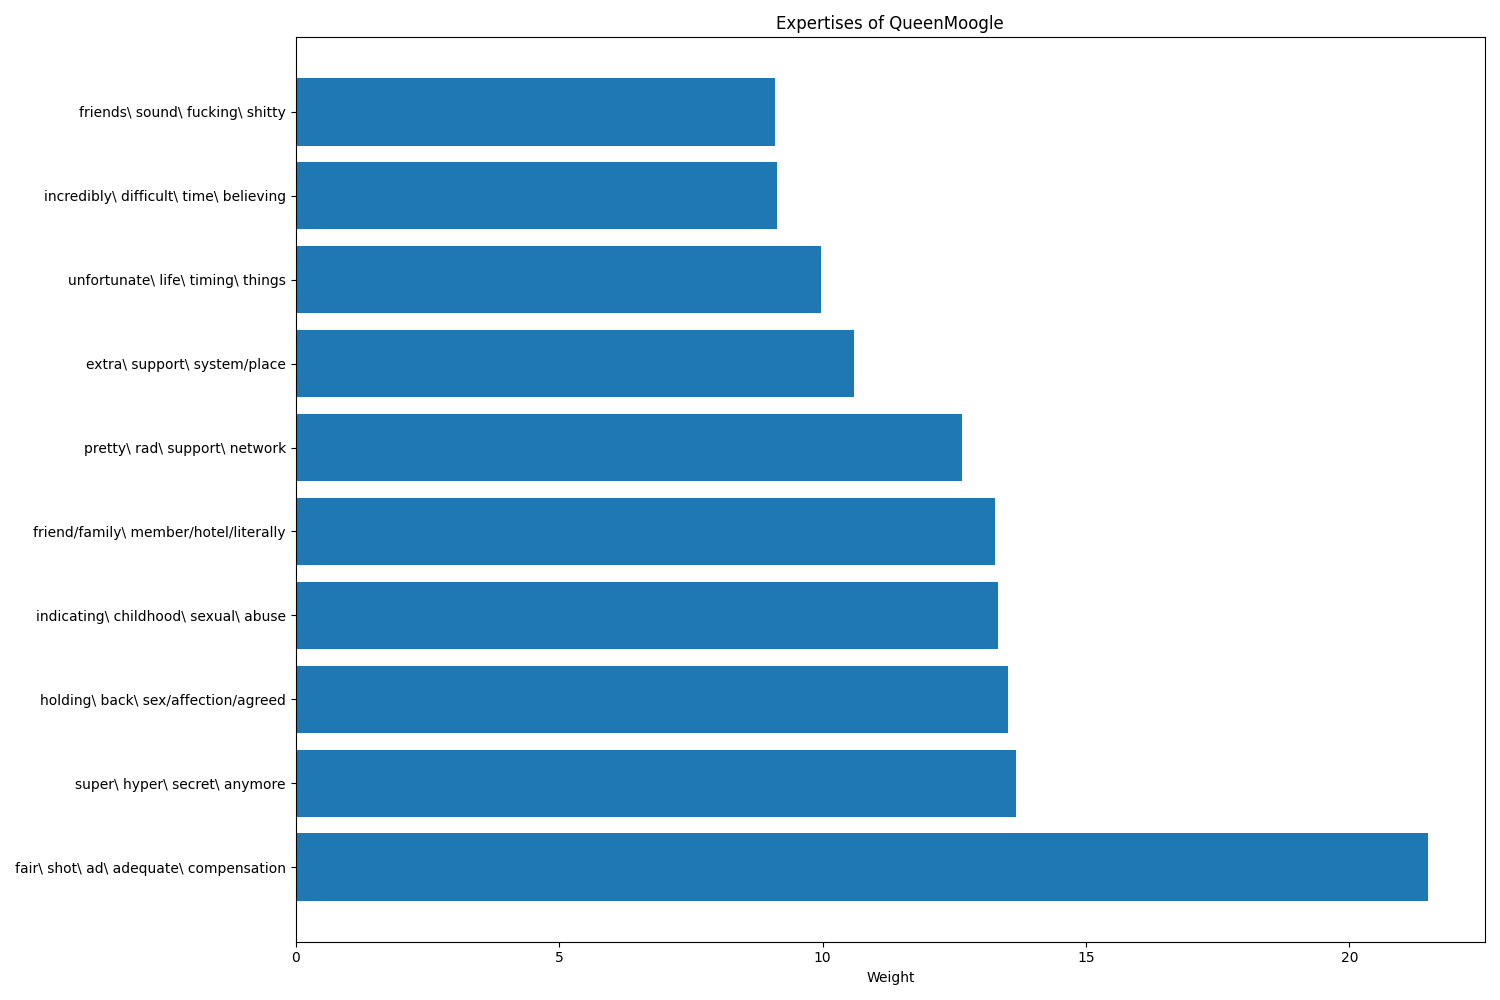 Expertises of QueenMoogle
friends\ sound\ fucking\ shitty
incredibly\ difficult\ time\ believing
unfortunate\ life\ timing\ things
extra\ support\ system/place
pretty\ rad\ support\ network
friend/family\ member/hotel/literally
indicating\ childhood\ sexual\ abuse
holding\ back\ sex/affection/agreed
super\ hyper\ secret\ anymore
fair\ shot\ ad\ adequate\ compensation
0 5 10 15 20
Weight